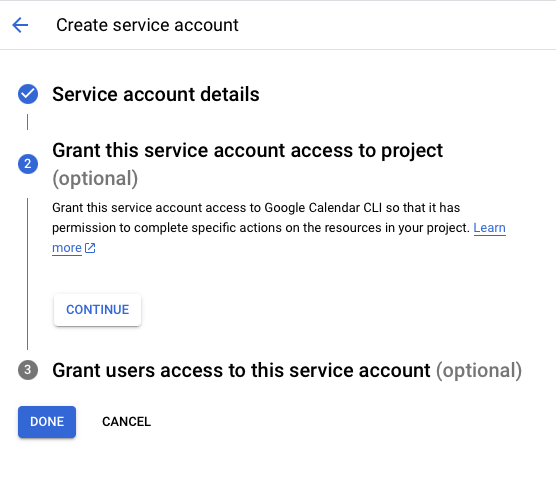 Create service account
Service account details
2
Grant this service account access to project
(optional)
Grant this service account access to Google Calendar CLI so that it has
permission to complete specific actions on the resources in your project. Learn
more
CONTINUE
3
Grant users access to this service account (optional)
DONE
CANCEL